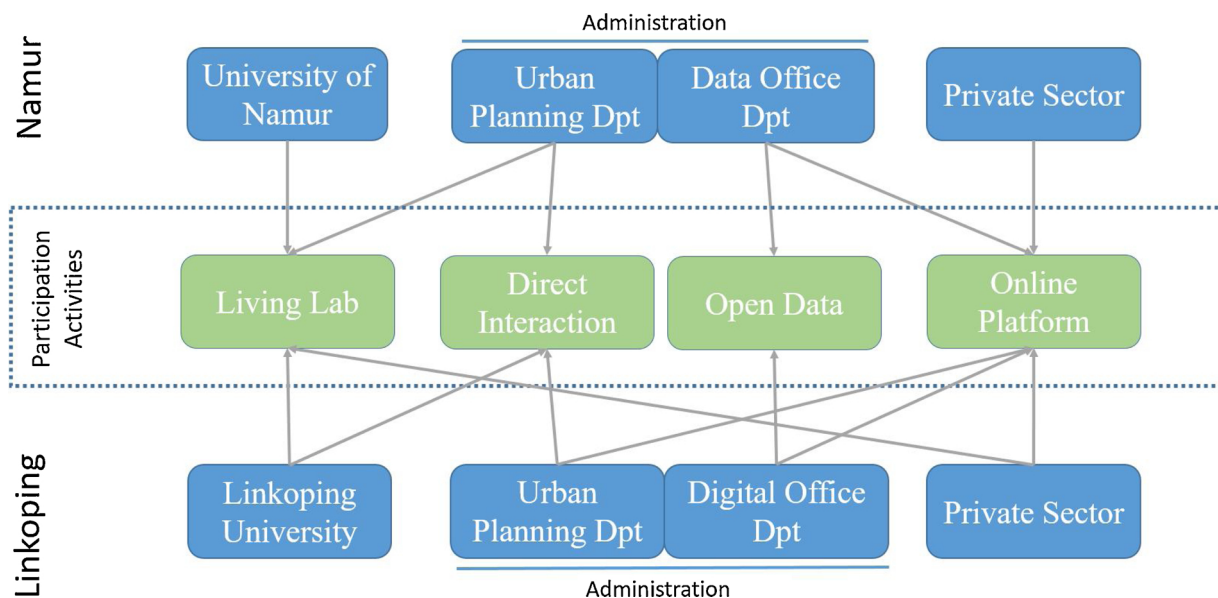 Namur
Administration
University of
Namur
Urban
Planning Dpt
Data Office
Dpt
Private Sector
Participation
Activities
Living Lab
Direct
Interaction
Open Data
Online
Platform
Linkoping
Linkoping
University
Urban
Planning Dpt
Digital Office
Dpt
Private Sector
Administration